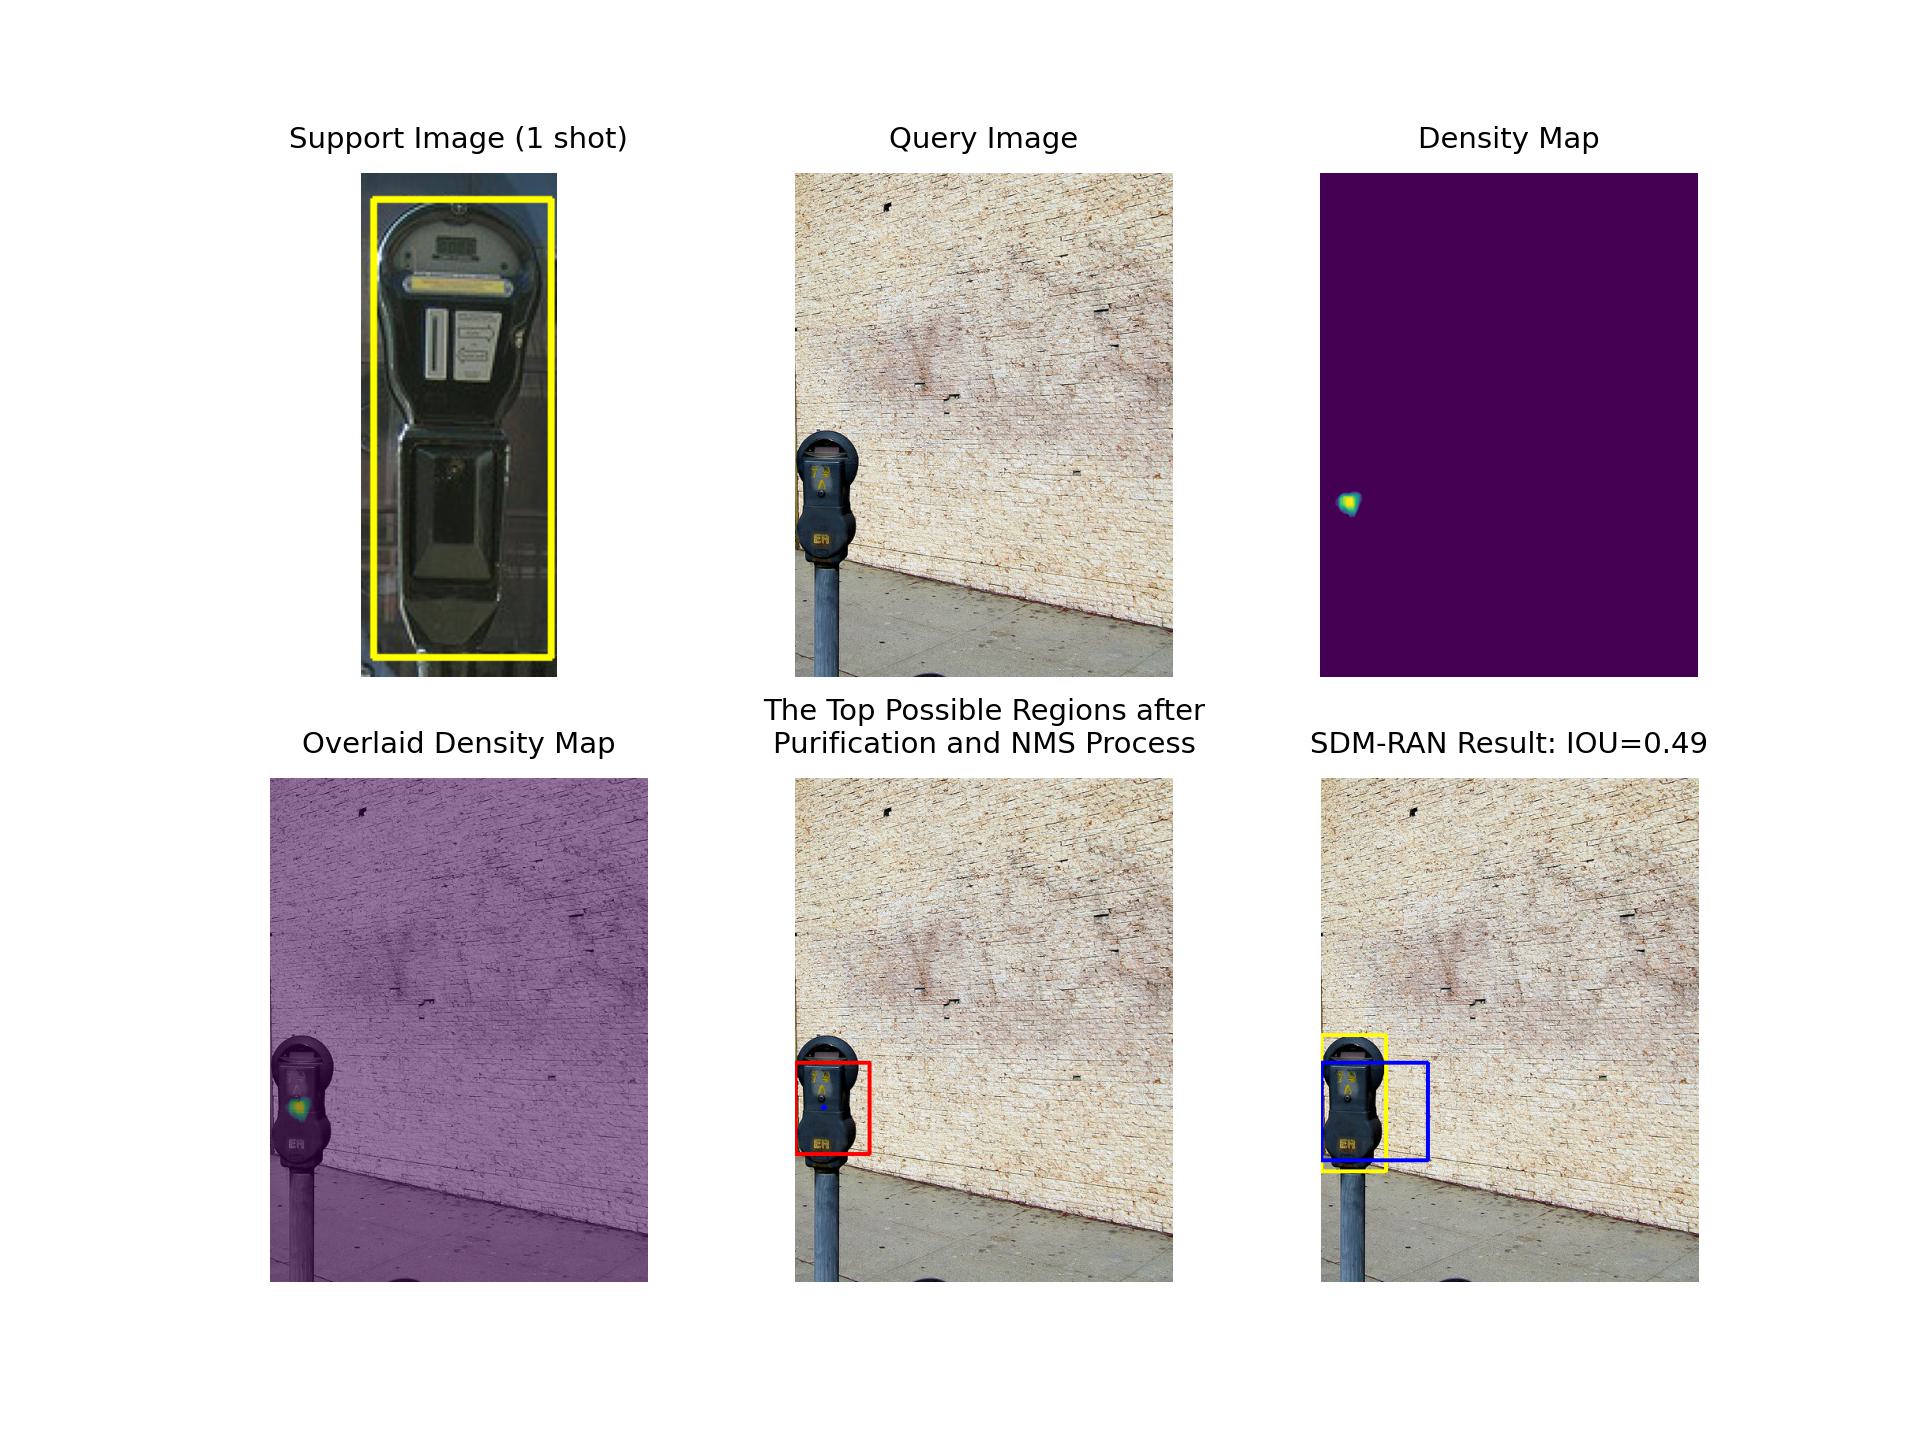 Support Image (1 shot)
Query Image
Density Map
Overlaid Density Map
The Top Possible Regions after
Purification and NMS Process
SDM-RAN Result: IOU=0.49